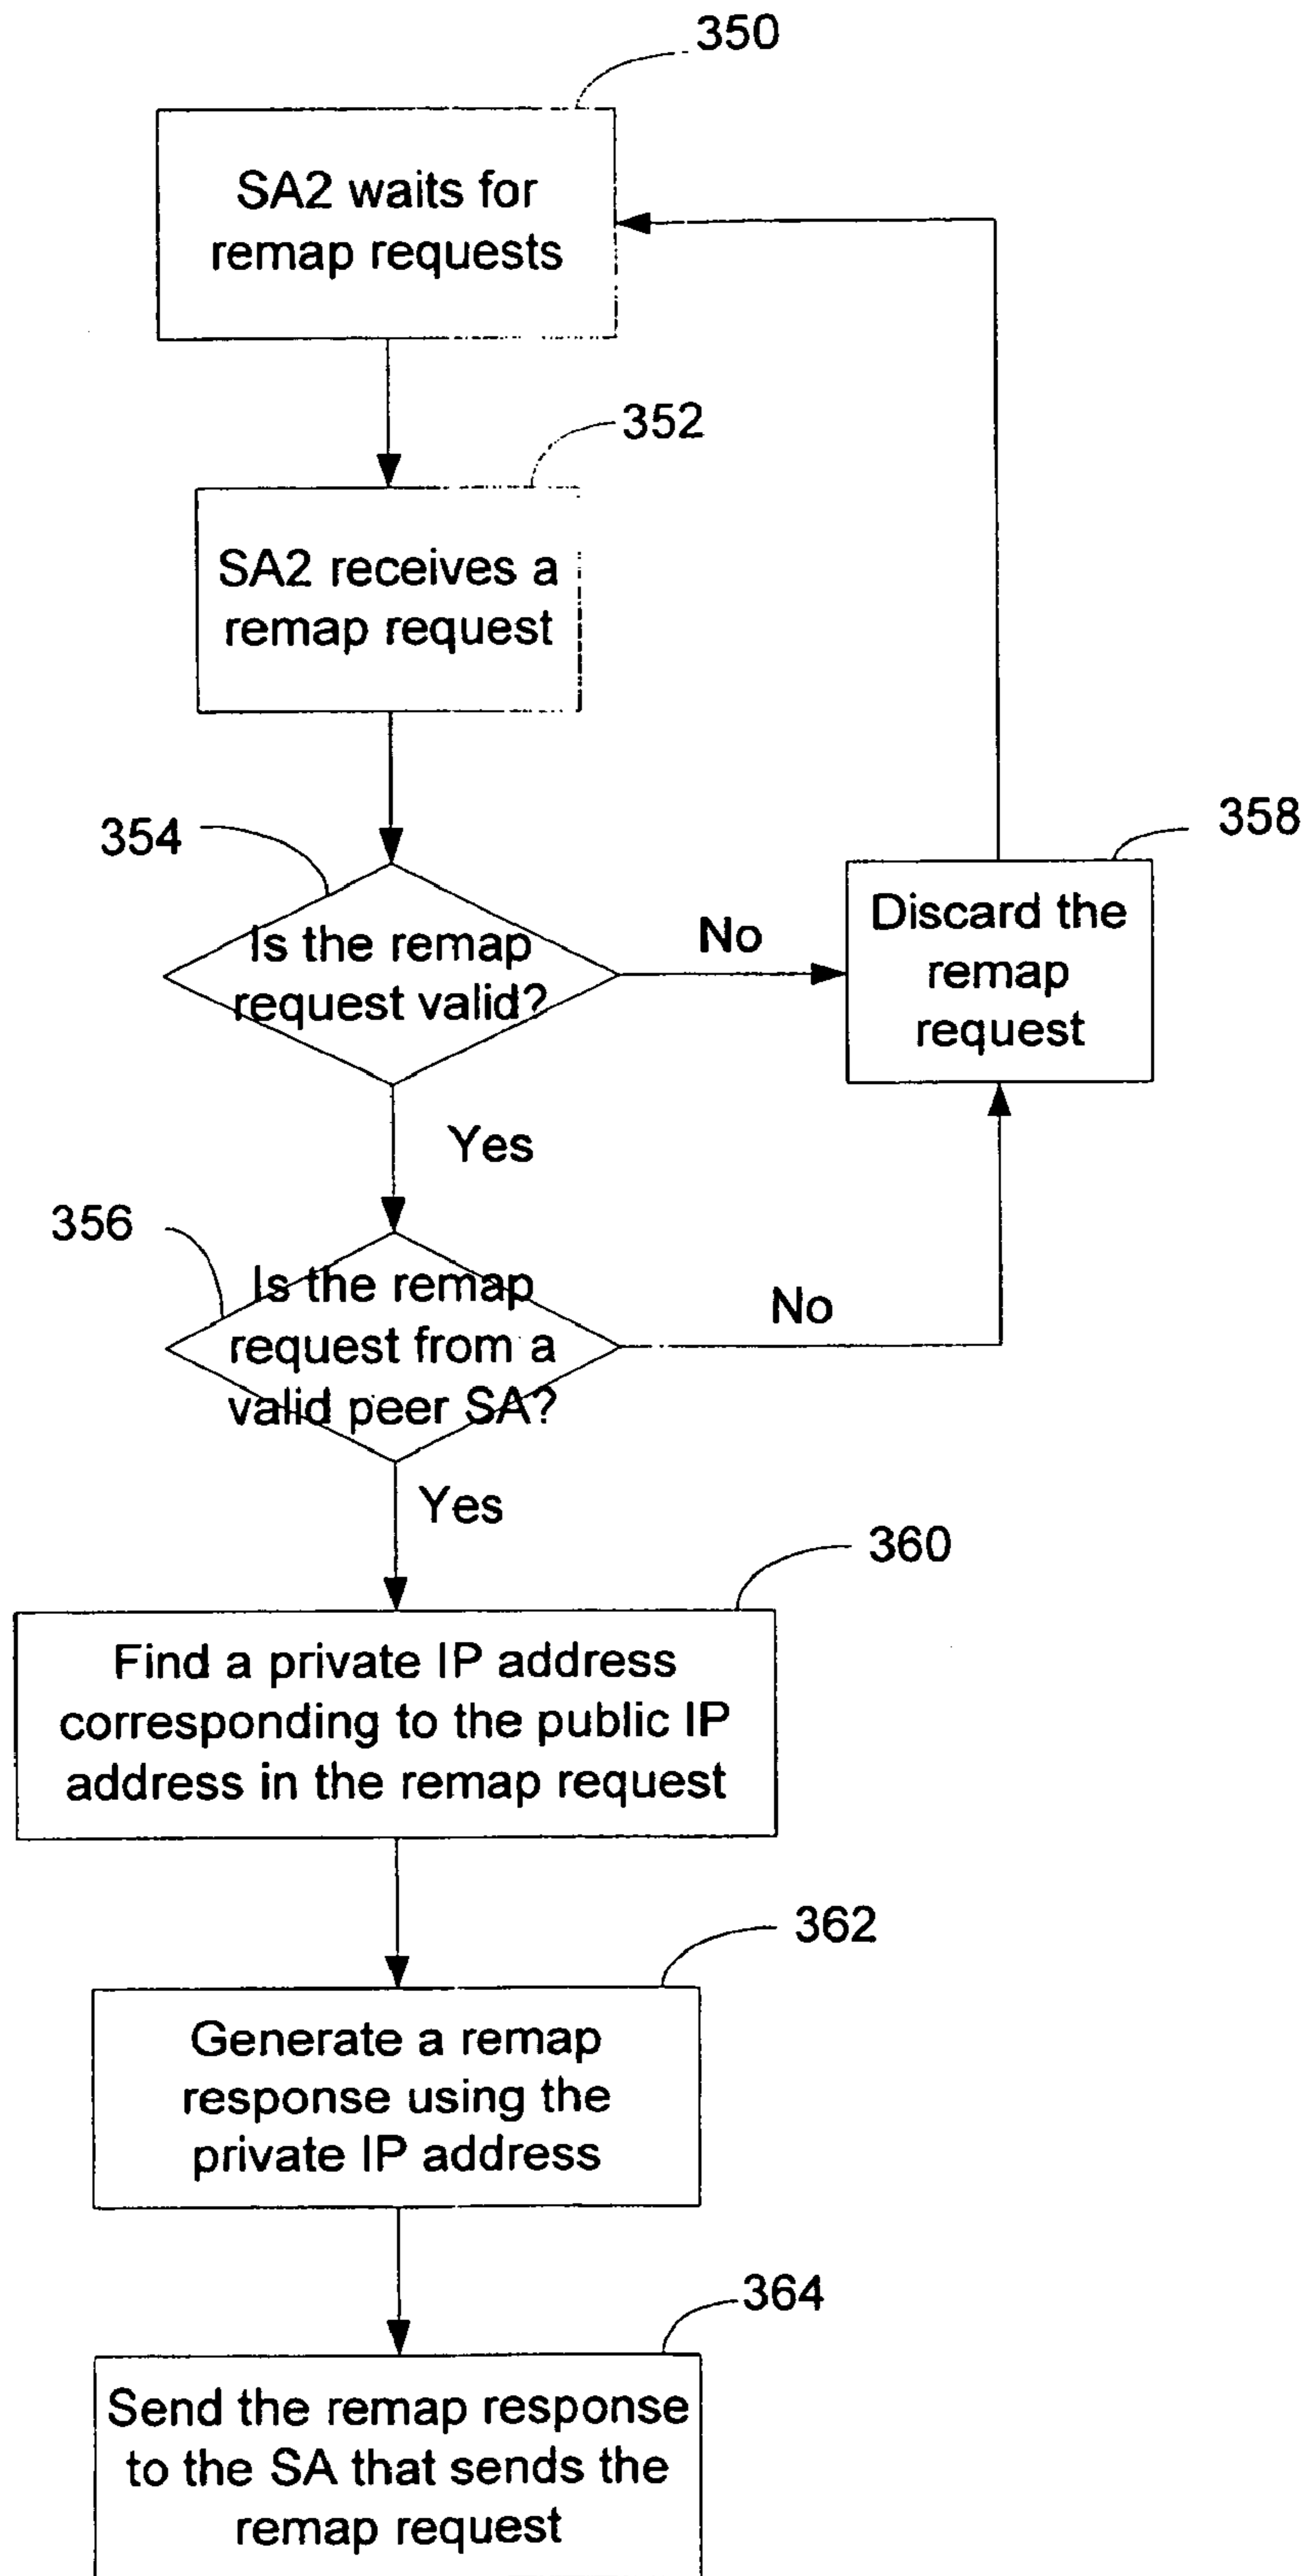 350
SA2 waits for
remap requests
352
SA2 receives a
remap request
354
Is the remap
request valid?
No
358
Discard the
remap
request
Yes
356
Is the remap
request from a
valid peer SA?
No
Yes
360
Find a private IP address
corresponding to the public IP
address in the remap request
362
Generate a remap
response using the
private IP address
364
Send the remap response
to the SA that sends the
remap request